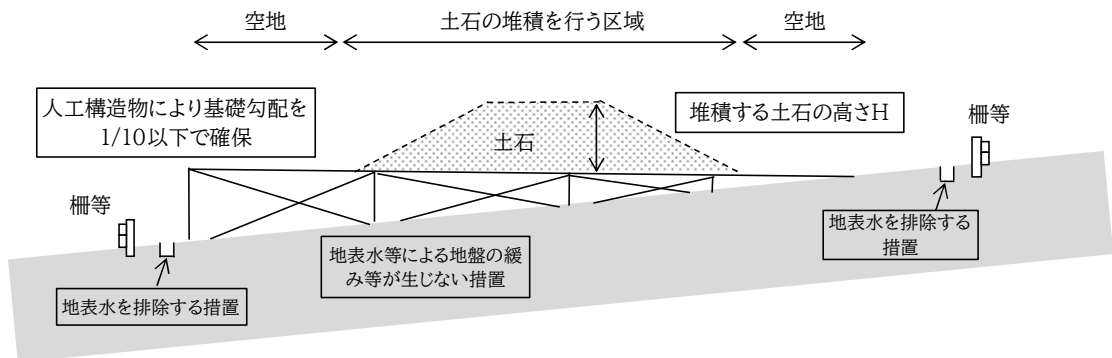 空地
土石の堆積を行う区域
空地
人工構造物により基礎勾配を
1/10以下で確保
堆積する土石の高さH
柵等
土石
柵等
地表水を排除する
措置
地表水等による地盤の緩
み等が生じない措置
地表水を排除する措置